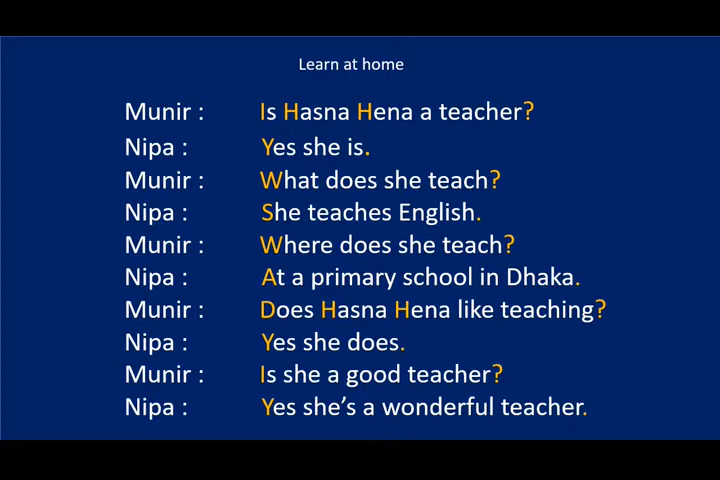 Learn at home
Munir : Is Hasna Hena a teacher?
Nipa : Yes she is.
Munir : What does she teach?
Nipa : She teaches English.
Munir : Where does she teach?
Nipa : At a primary school in Dhaka.
Munir : Does Hasna Hena like teaching?
Nipa : Yes she does.
Munir : Is she a good teacher?
Nipa : Yes she’s a wonderful teacher.